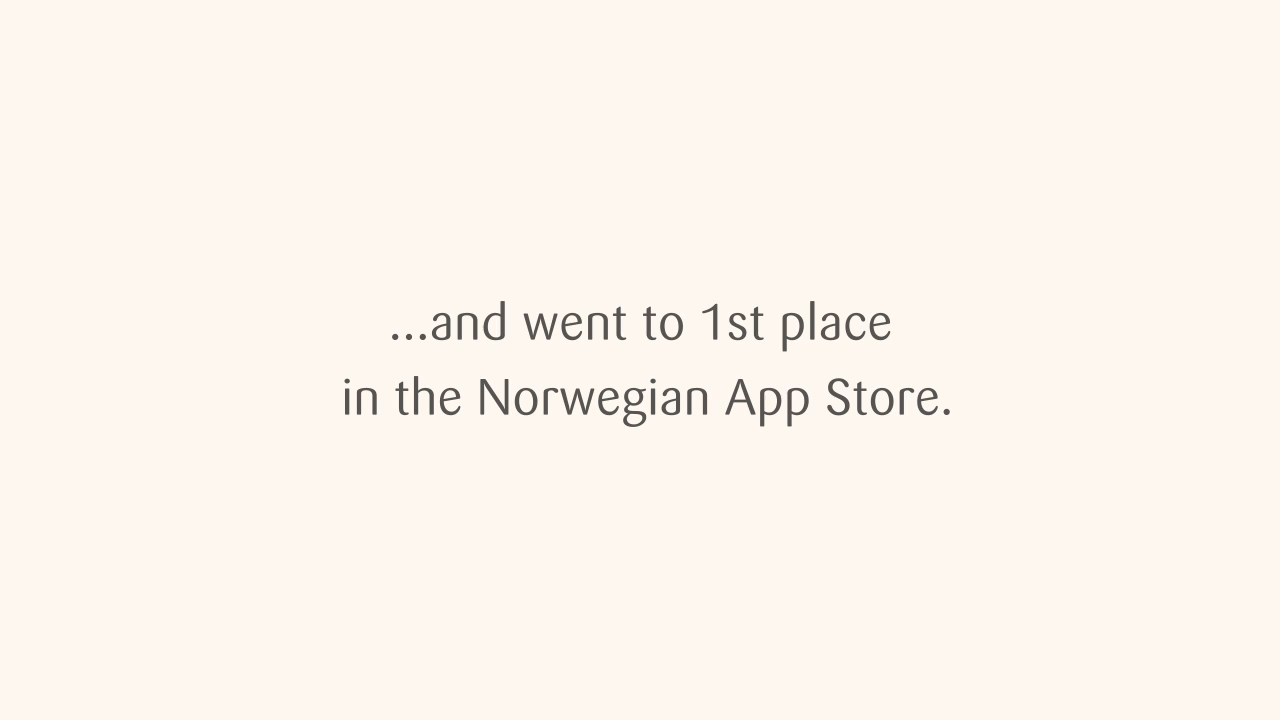 ...and went to 1st place
in the Norwegian App Store.